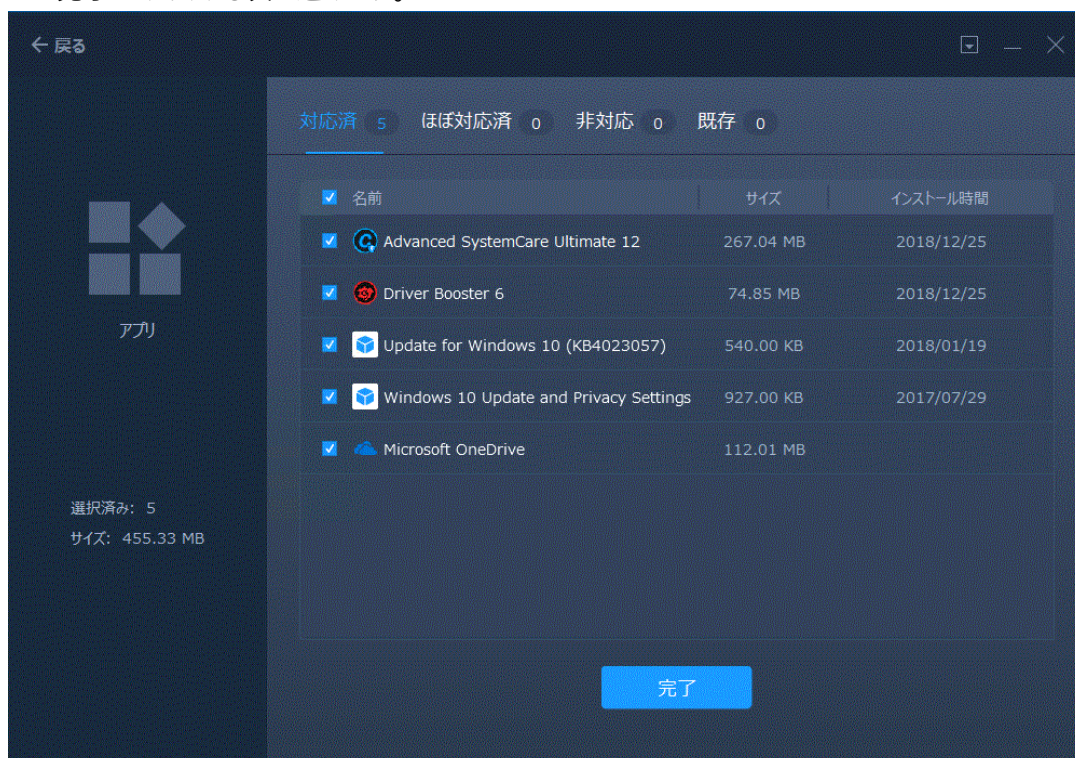 戻る
対応済 5 ほぼ対応済 0 非対応 0 既存 0
名前 サイズ インストール時間
Advanced SystemCare Ultimate 12 267.04 MB 2018/12/25
Driver Booster 6 74.85 MB 2018/12/25
アプリ
Update for Windows 10 (KB4023057) 540.00 KB 2018/01/19
Windows 10 Update and Privacy Settings 927.00 KB 2017/07/29
Microsoft OneDrive 112.01 MB
選択済み: 5
サイズ: 455.33 MB
完了